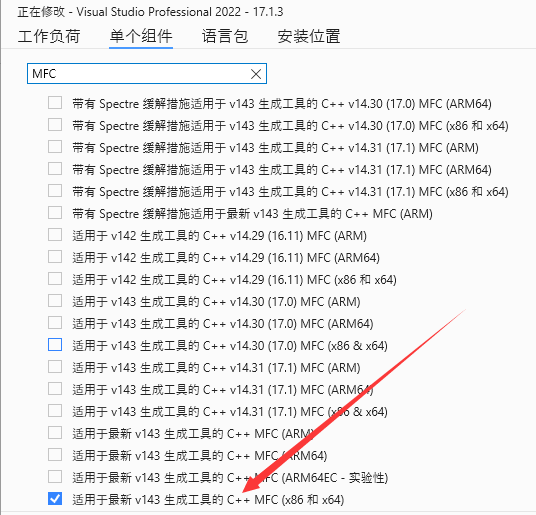 正在修改 - Visual Studio Professional 2022 - 17.1.3
工作负荷 单个组件 语言包 安装位置
MFC
带有 Spectre 缓解措施适用于 v143 生成工具的 C++ v14.30 (17.0) MFC (ARM64)
带有 Spectre 缓解措施适用于 v143 生成工具的 C++ v14.30 (17.0) MFC (x86 和 x64)
带有 Spectre 缓解措施适用于 v143 生成工具的 C++ v14.31 (17.1) MFC (ARM)
带有 Spectre 缓解措施适用于 v143 生成工具的 C++ v14.31 (17.1) MFC (ARM64)
带有 Spectre 缓解措施适用于 v143 生成工具的 C++ v14.31 (17.1) MFC (x86 和 x64)
带有 Spectre 缓解措施适用于最新 v143 生成工具的 C++ MFC (ARM)
适用于 v142 生成工具的 C++ v14.29 (16.11) MFC (ARM)
适用于 v142 生成工具的 C++ v14.29 (16.11) MFC (ARM64)
适用于 v142 生成工具的 C++ v14.29 (16.11) MFC (x86 和 x64)
适用于 v143 生成工具的 C++ v14.30 (17.0) MFC (ARM)
适用于 v143 生成工具的 C++ v14.30 (17.0) MFC (ARM64)
适用于 v143 生成工具的 C++ v14.30 (17.0) MFC (x86 & x64)
适用于 v143 生成工具的 C++ v14.31 (17.1) MFC (ARM)
适用于 v143 生成工具的 C++ v14.31 (17.1) MFC (ARM64)
适用于 v143 生成工具的 C++ v14.31 (17.1) MFC (x86 & x64)
适用于最新 v143 生成工具的 C++ MFC (ARM)
适用于最新 v143 生成工具的 C++ MFC (ARM64)
适用于最新 v143 生成工具的 C++ MFC (ARM64EC - 实验性)
适用于最新 v143 生成工具的 C++ MFC (x86 和 x64)